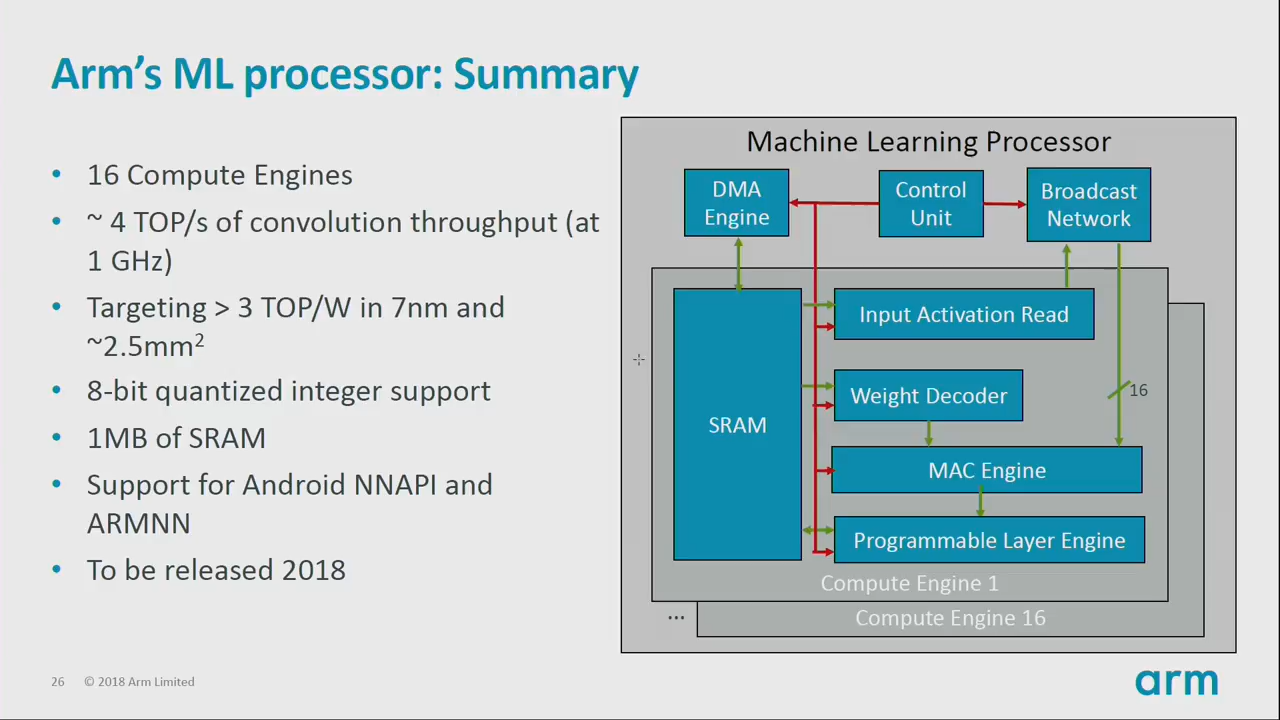 Arm's ML processor: Summary
• 16 Compute Engines
• ~ 4 TOP/s of convolution throughput (at
1 GHz)
• Targeting > 3 TOP/W in 7nm and
~2.5mm²
• 8-bit quantized integer support
• 1MB of SRAM
• Support for Android NNAPI and
ARMNN
• To be released 2018
Machine Learning Processor
DMA
Engine
Control
Unit
Broadcast
Network
SRAM
Input Activation Read
Weight Decoder
16
MAC Engine
Programmable Layer Engine
Compute Engine 1
...
Compute Engine 16
26 © 2018 Arm Limited
arm